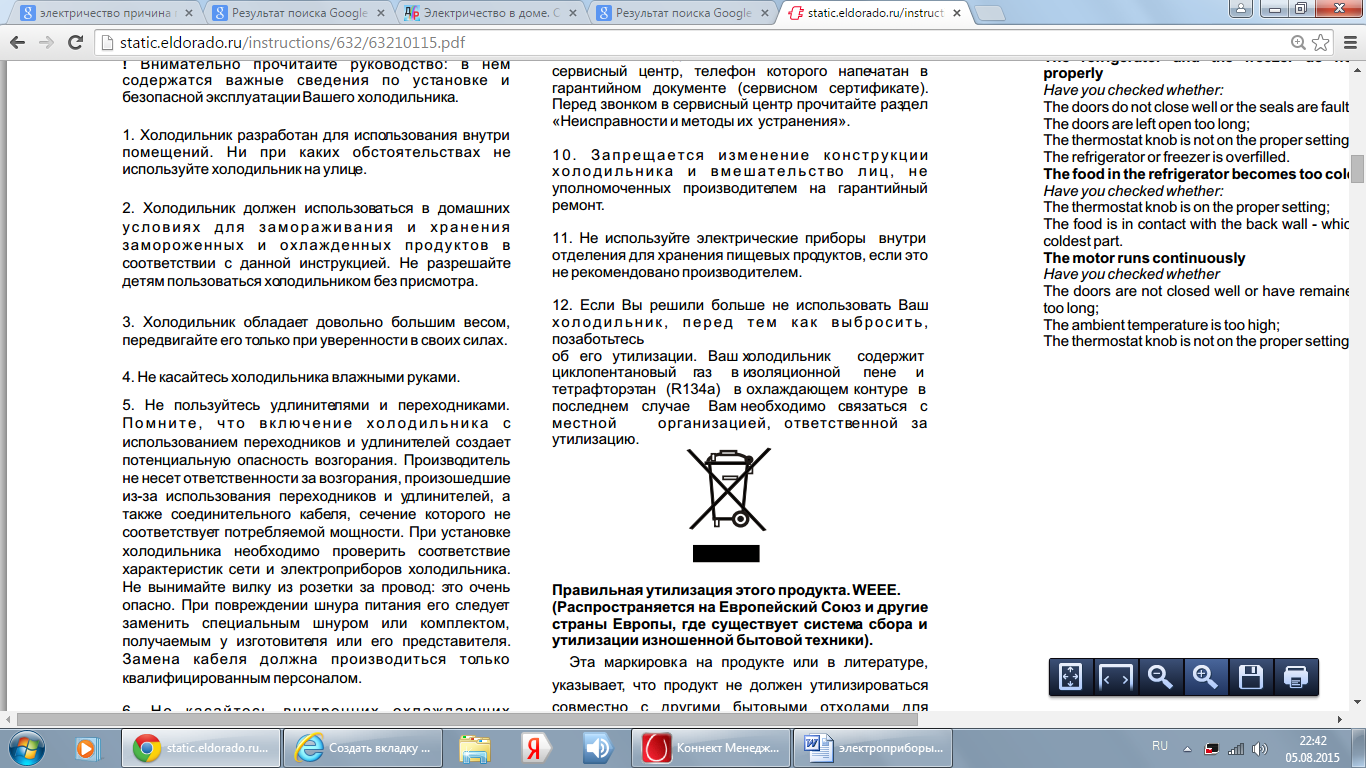 электричество причина
Результат поиска Google
Электричество в доме. С
Результат поиска Google
static.eldorado.ru/instruct
static.eldorado.ru/instructions/632/63210115.pdf
! Внимательно прочитайте руководство: в нем
содержатся важные сведения по установке и
безопасной эксплуатации Вашего холодильника.
1. Холодильник разработан для использования внутри
помещений. Ни при каких обстоятельствах не
используйте холодильник на улице.
2. Холодильник должен использоваться в домашних
условиях для замораживания и хранения
замороженных и охлажденных продуктов в
соответствии с данной инструкцией. Не разрешайте
детям пользоваться холодильником без присмотра.
3. Холодильник обладает довольно большим весом,
передвигайте его только при уверенности в своих силах.
4. Не касайтесь холодильника влажными руками.
5. Не пользуйтесь удлинителями и переходниками.
Помните, что включение холодильника с
использованием переходников и удлинителей создает
потенциальную опасность возгорания. Производитель
не несет ответственности за возгорания, произошедшие
из-за использования переходников и удлинителей, а
также соединительного кабеля, сечение которого не
соответствует потребляемой мощности. При установке
холодильника необходимо проверить соответствие
характеристик сети и электроприборов холодильника.
Не вынимайте вилку из розетки за провод: это очень
опасно. При повреждении шнура питания его следует
заменить специальным шнуром или комплектом,
получаемым у изготовителя или его представителя.
Замена кабеля должна производиться только
квалифицированным персоналом.
6. Не касайтесь внутренних охлаждающих
сервисный центр, телефон которого напечатан в
гарантийном документе (сервисном сертификате).
Перед звонком в сервисный центр прочитайте раздел
«Неисправности и методы их устранения».
10. Запрещается изменение конструкции
холодильника и вмешательство лиц, не
уполномоченных производителем на гарантийный
ремонт.
11. Не используйте электрические приборы внутри
отделения для хранения пищевых продуктов, если это
не рекомендовано производителем.
12. Если Вы решили больше не использовать Ваш
холодильник, перед тем как выбросить,
позаботьтесь
об его утилизации. Ваш холодильник содержит
циклопентановый газ в изоляционной пене и
тетрафторэтан (R134a) в охлаждающем контуре в
последнем случае Вам необходимо связаться с
местной организацией, ответственной за
утилизацию.
Правильная утилизация этого продукта. WEEE.
(Распространяется на Европейский Союз и другие
страны Европы, где существует система сбора и
утилизации изношенной бытовой техники).
Эта маркировка на продукте или в литературе,
указывает, что продукт не должен утилизироваться
совместно с другими бытовыми отходами для
properly
Have you checked whether:
The doors do not close well or the seals are fault
The doors are left open too long;
The thermostat knob is not on the proper setting
The refrigerator or freezer is overfilled.
The food in the refrigerator becomes too col
Have you checked whether:
The thermostat knob is on the proper setting;
The food is in contact with the back wall - whic
coldest part.
The motor runs continuously
Have you checked whether
The doors are not closed well or have remaine
too long;
The ambient temperature is too high;
The thermostat knob is not on the proper setting
static.eldorado.ru...
Создать вкладку ...
Я
Коннект Менедж...
электроприборы...
RU
22:42
05.08.2015